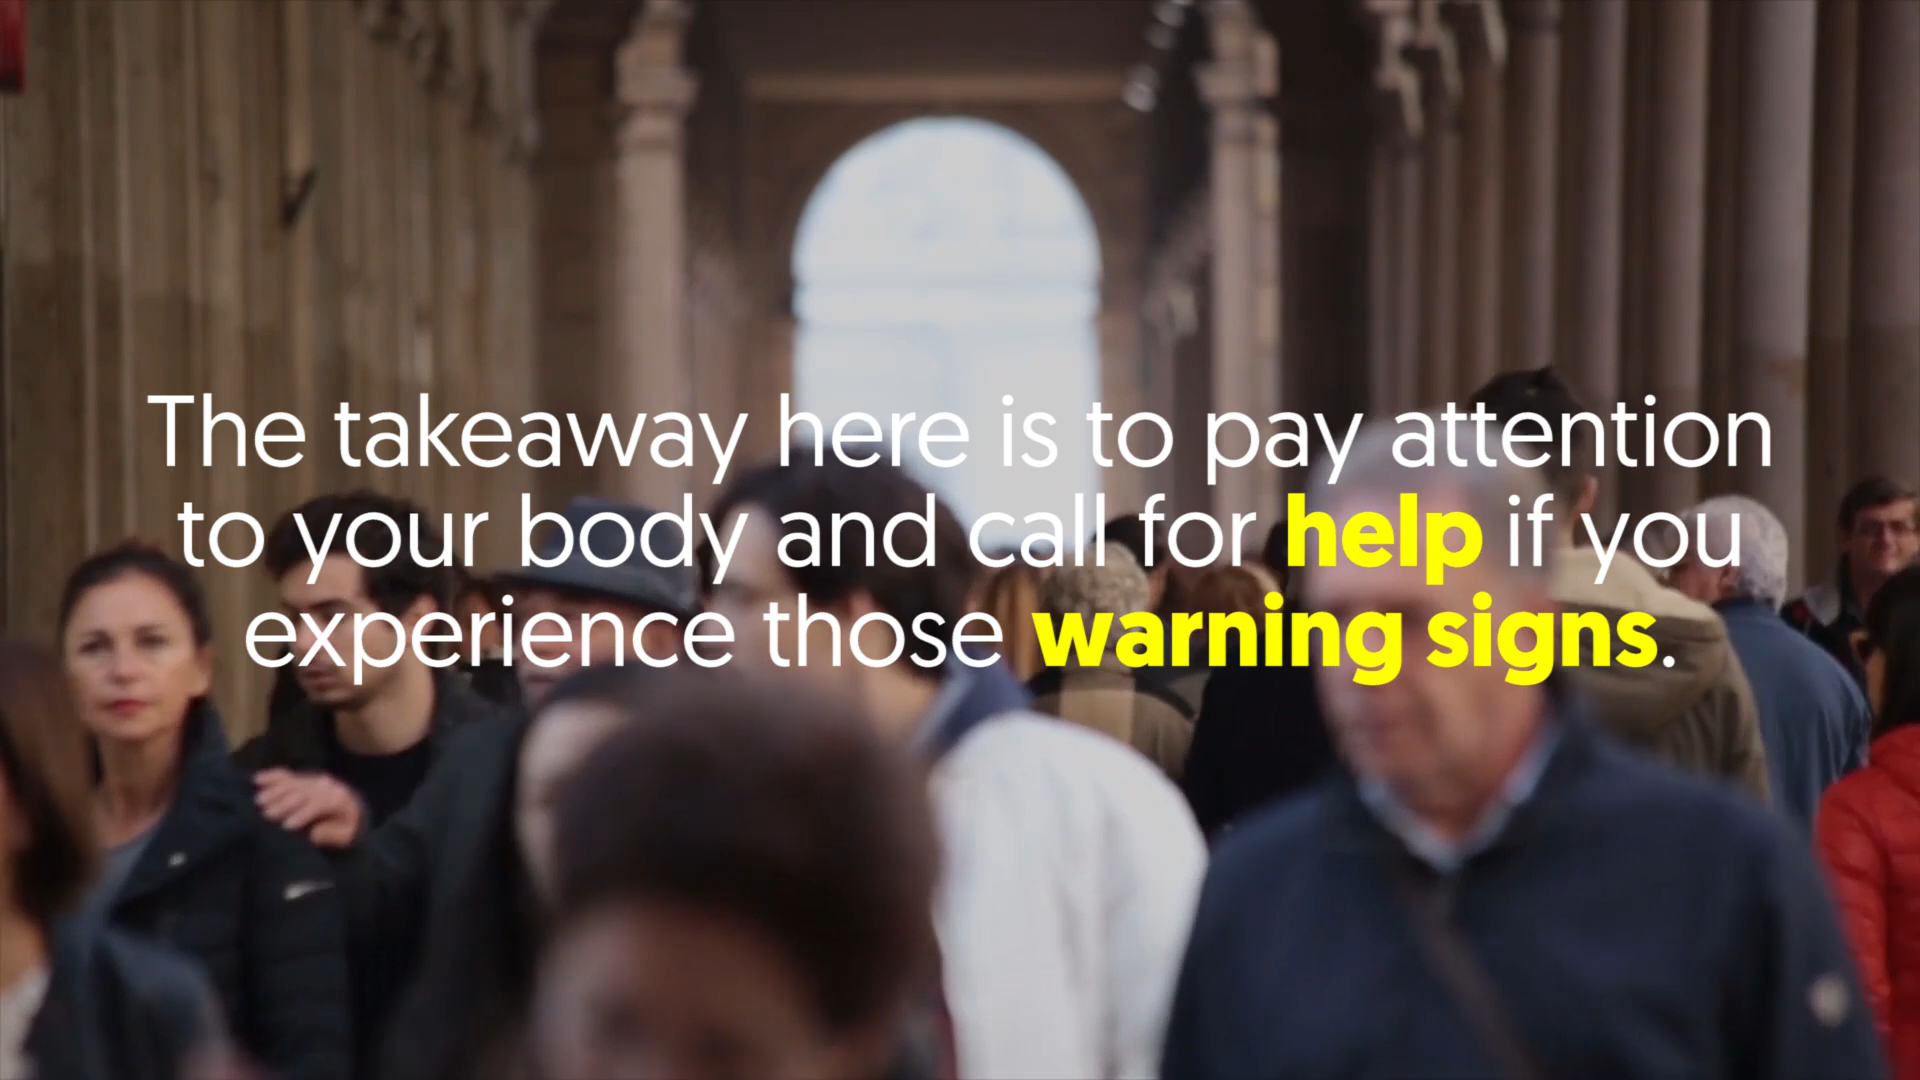 The takeaway here is to pay attention
to your body and call for help if you
experience those warning signs.